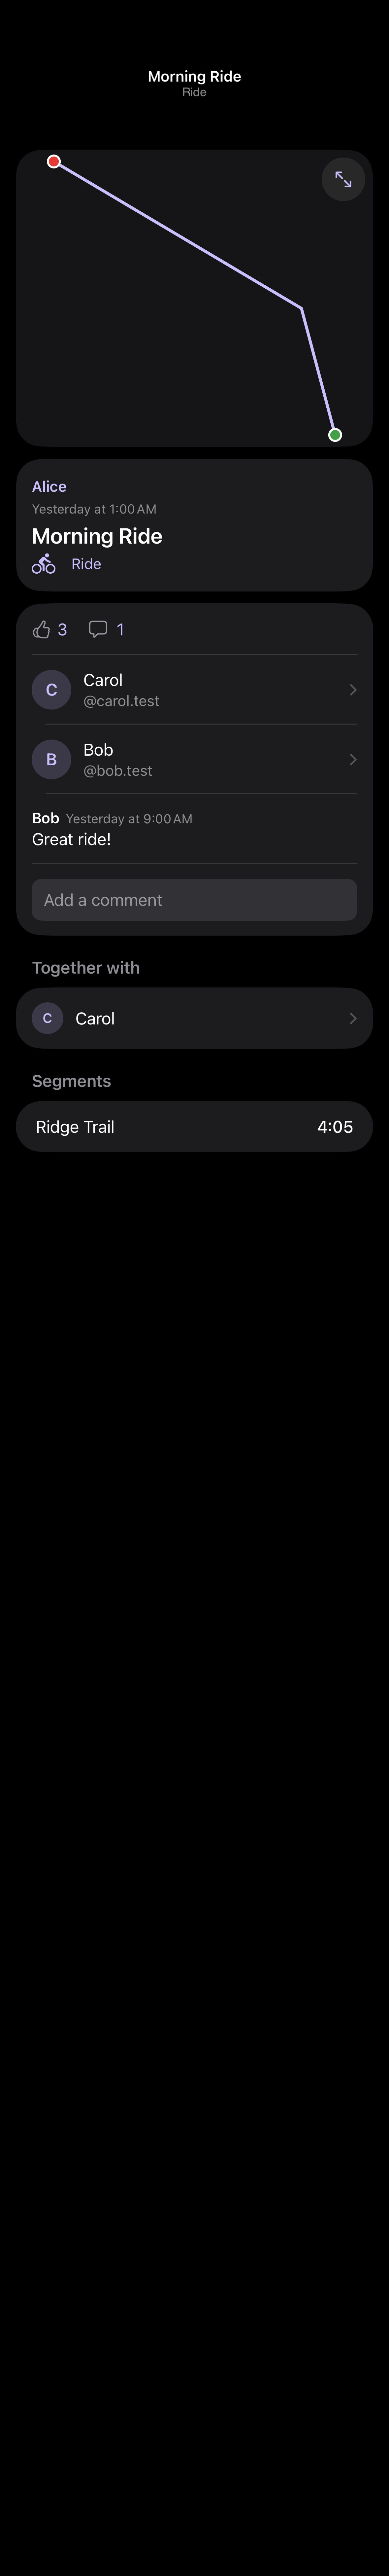 Morning Ride
Ride
Alice
Yesterday at 1:00 AM
Morning Ride
Ride
3 1
C
Carol
@carol.test
B
Bob
@bob.test
Bob Yesterday at 9:00 AM
Great ride!
Add a comment
Together with
C Carol
Segments
Ridge Trail 4:05